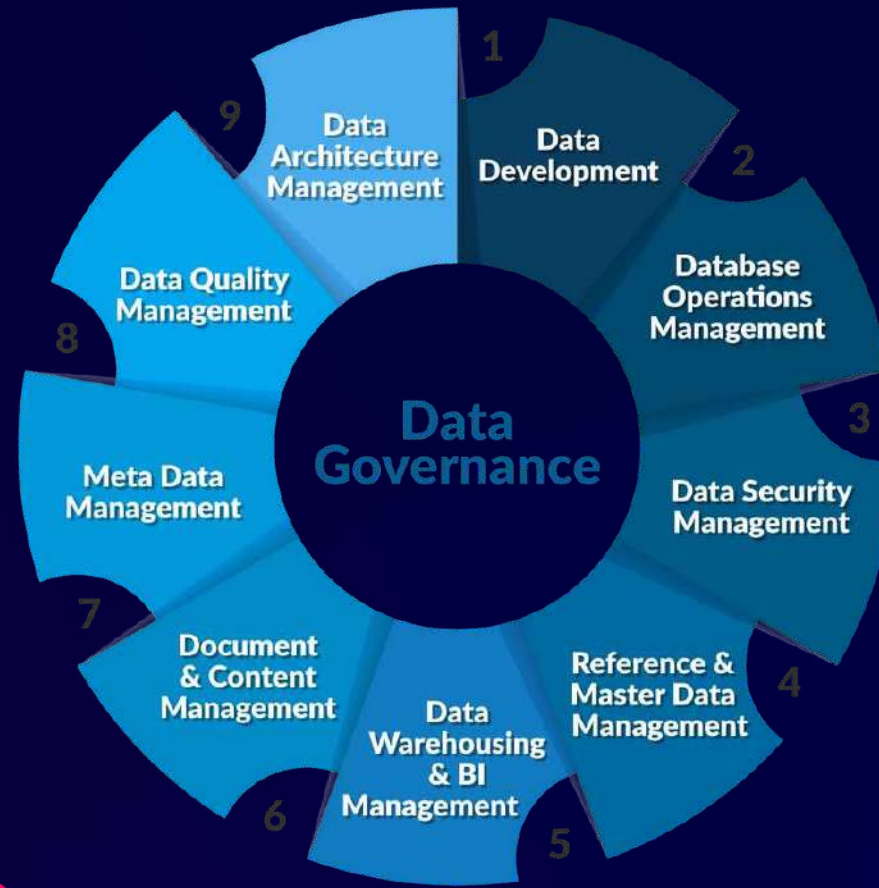 1
Data
Development
2
Database
Operations
Management
3
Data Security
Management
4
Reference &
Master Data
Management
5
Data
Warehousing
& BI
Management
6
Document
& Content
Management
7
Meta Data
Management
8
Data Quality
Management
9
Data
Architecture
Management
Data
Governance